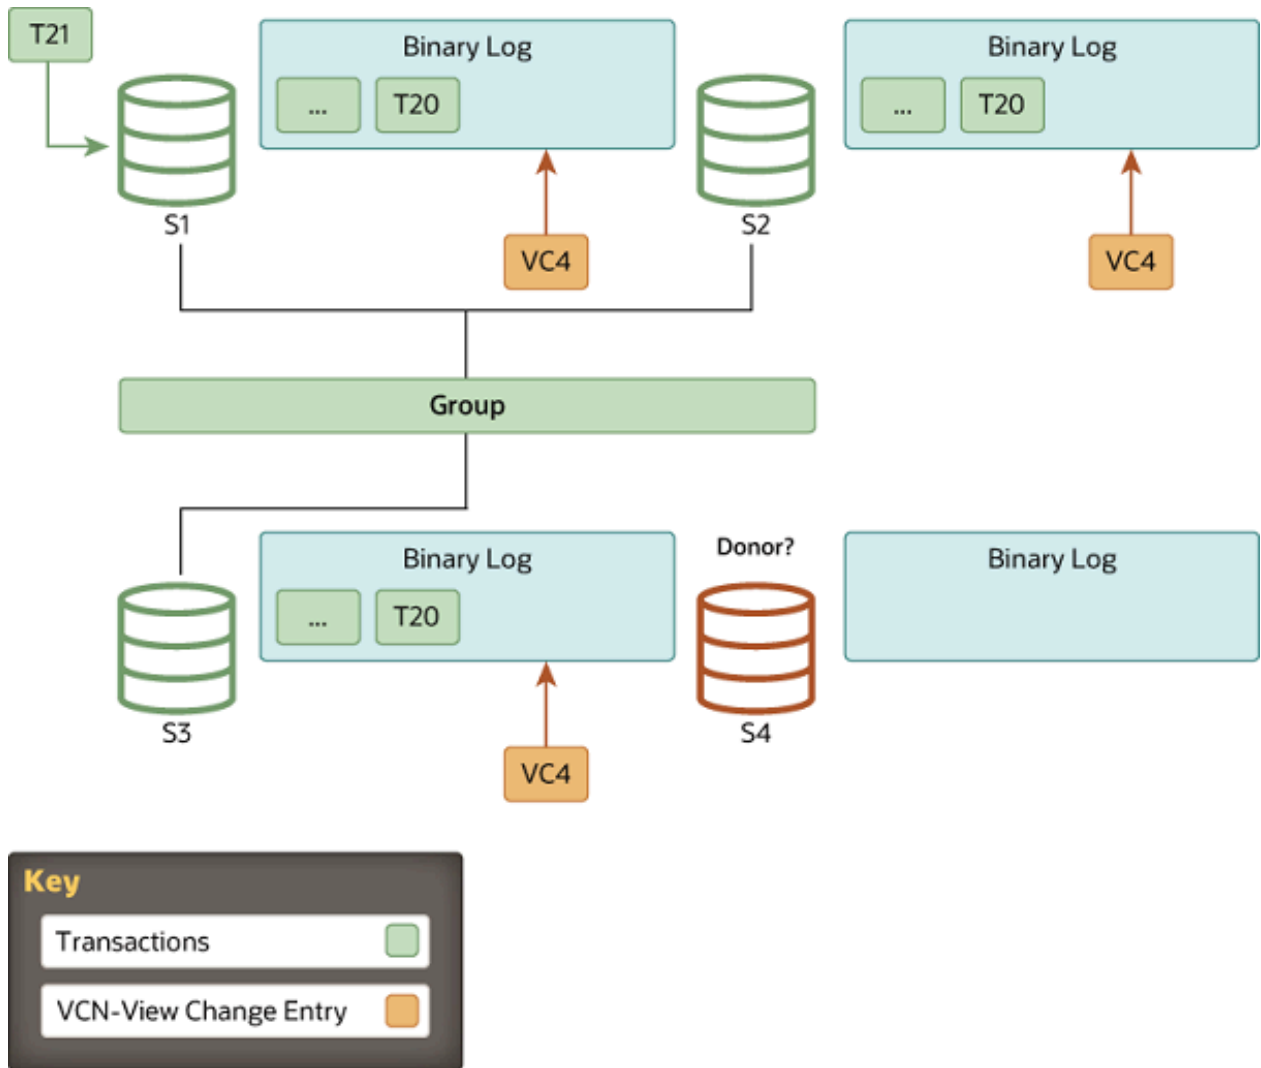 T21
Binary Log
... T20
S1
VC4
Binary Log
... T20
S2
VC4
Group
Binary Log
... T20
S3
VC4
Donor?
S4
Binary Log
Key
Transactions
VCN-View Change Entry